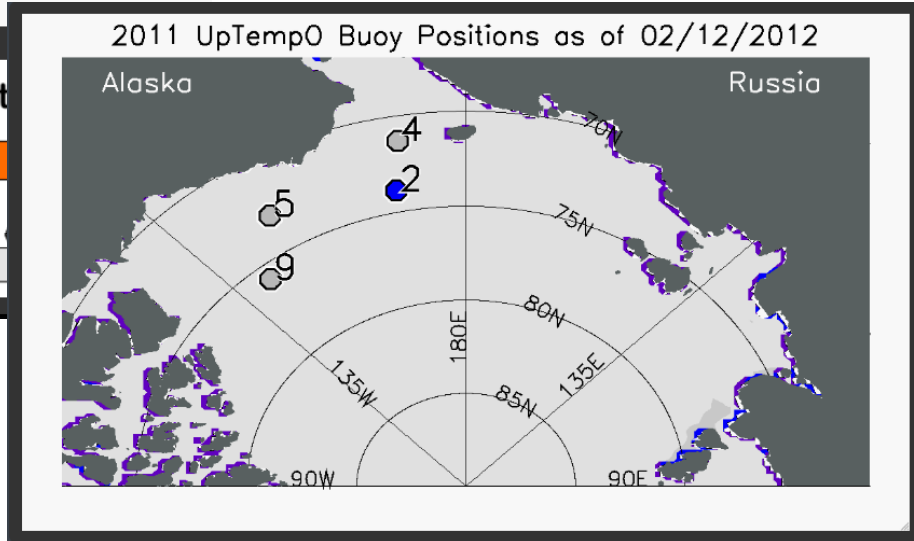 2011 UpTempO Buoy Positions as of 02/12/2012
Alaska
Russia
70N
4
2
5
75N
9
80N
180E
135W
135E
85N
90W
90E
t